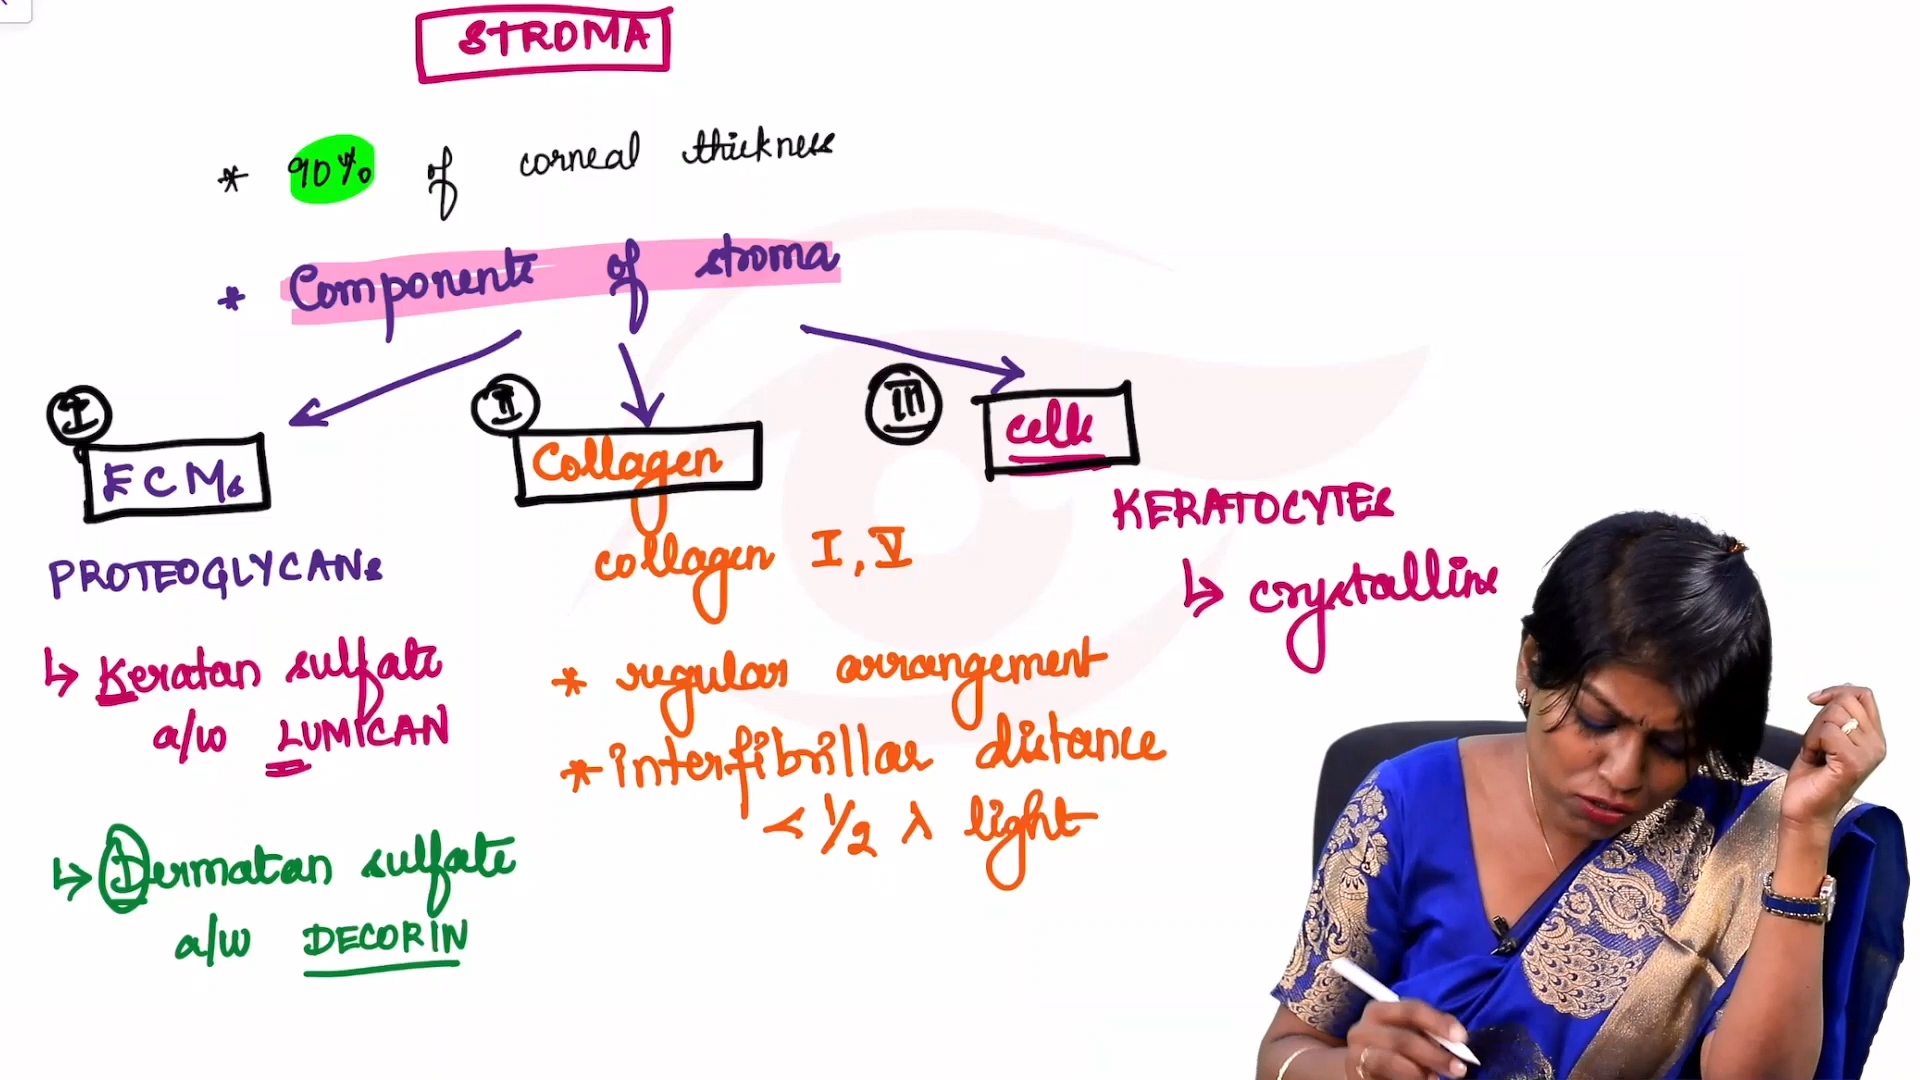 STROMA
* 90% of corneal thickness
* Components of stroma
I ECMs
II Collagen
III cells
PROTEOGLYCANs
collagen I, V
KERATOCYTEs
↳ crystallins
↳ Keratan sulfate
a/w LUMICAN
* regular arrangement
* interfibrillar distance
< 1/2 λ light
↳ Dermatan sulfate
a/w DECORIN